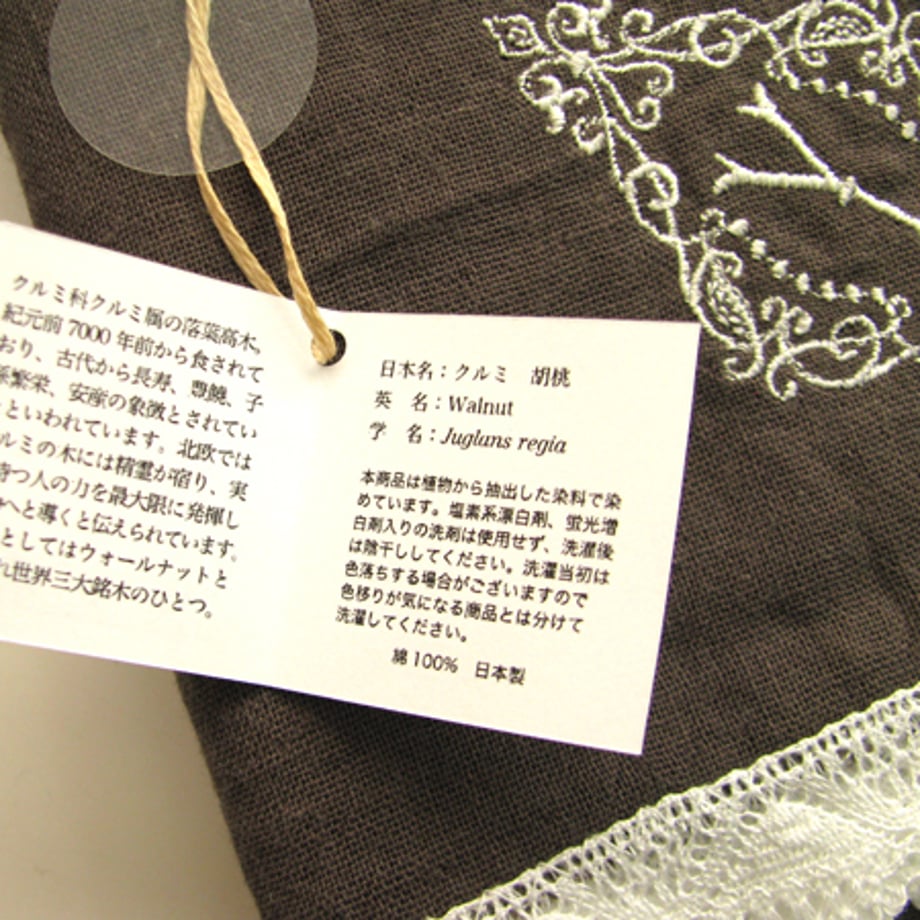 クルミ科クルミ属の落葉高木。
紀元前7000年前から食されて
おり、古代から長寿、豊饒、子
繁栄、安産の象徴とされてい
といわれています。北欧では
ルミの木には精霊が宿り、実
持つ人の力を最大限に発揮し
へと導くと伝えられています。
としてはウォールナットと
れ世界三大銘木のひとつ。
日本名：クルミ 胡桃
英 名：Walnut
学 名：Juglans regia
本商品は植物から抽出した染料で染
めています。塩素系漂白剤、蛍光増
白剤入りの洗剤は使用せず、洗濯後
は陰干ししてください。洗濯当初は
色落ちする場合がございますので
色移りが気になる商品とは分けて
洗濯してください。
綿100% 日本製